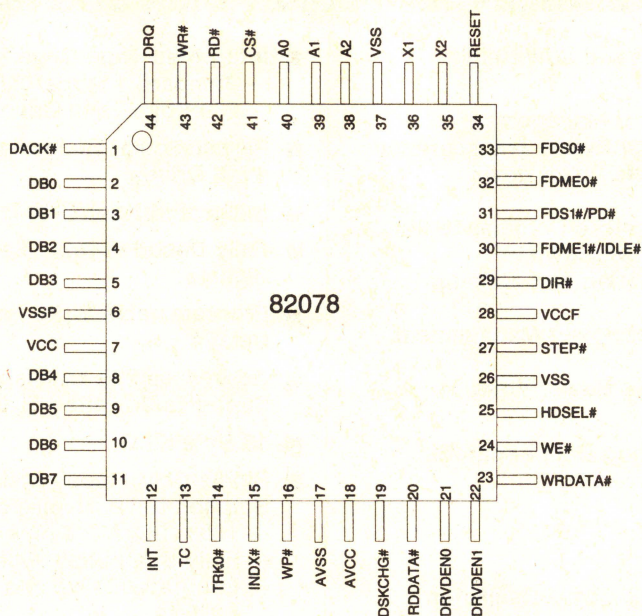 DRQ WR# RD# CS# A0 A1 A2 VSS X1 X2 RESET
44 43 42 41 40 39 38 37 36 35 34
DACK# 1 33 FDS0#
DB0 2 32 FDME0#
DB1 3 31 FDS1#/PD#
DB2 4 30 FDME1#/IDLE#
DB3 5 29 DIR#
82078
VSSP 6 28 VCCF
VCC 7 27 STEP#
DB4 8 26 VSS
DB5 9 25 HDSEL#
DB6 10 24 WE#
DB7 11 23 WRDATA#
12 13 14 15 16 17 18 19 20 21 22
INT TC TRK0# INDX# WP# AVSS AVCC DSKCHG# RDDATA# DRVDEN0 DRVDEN1